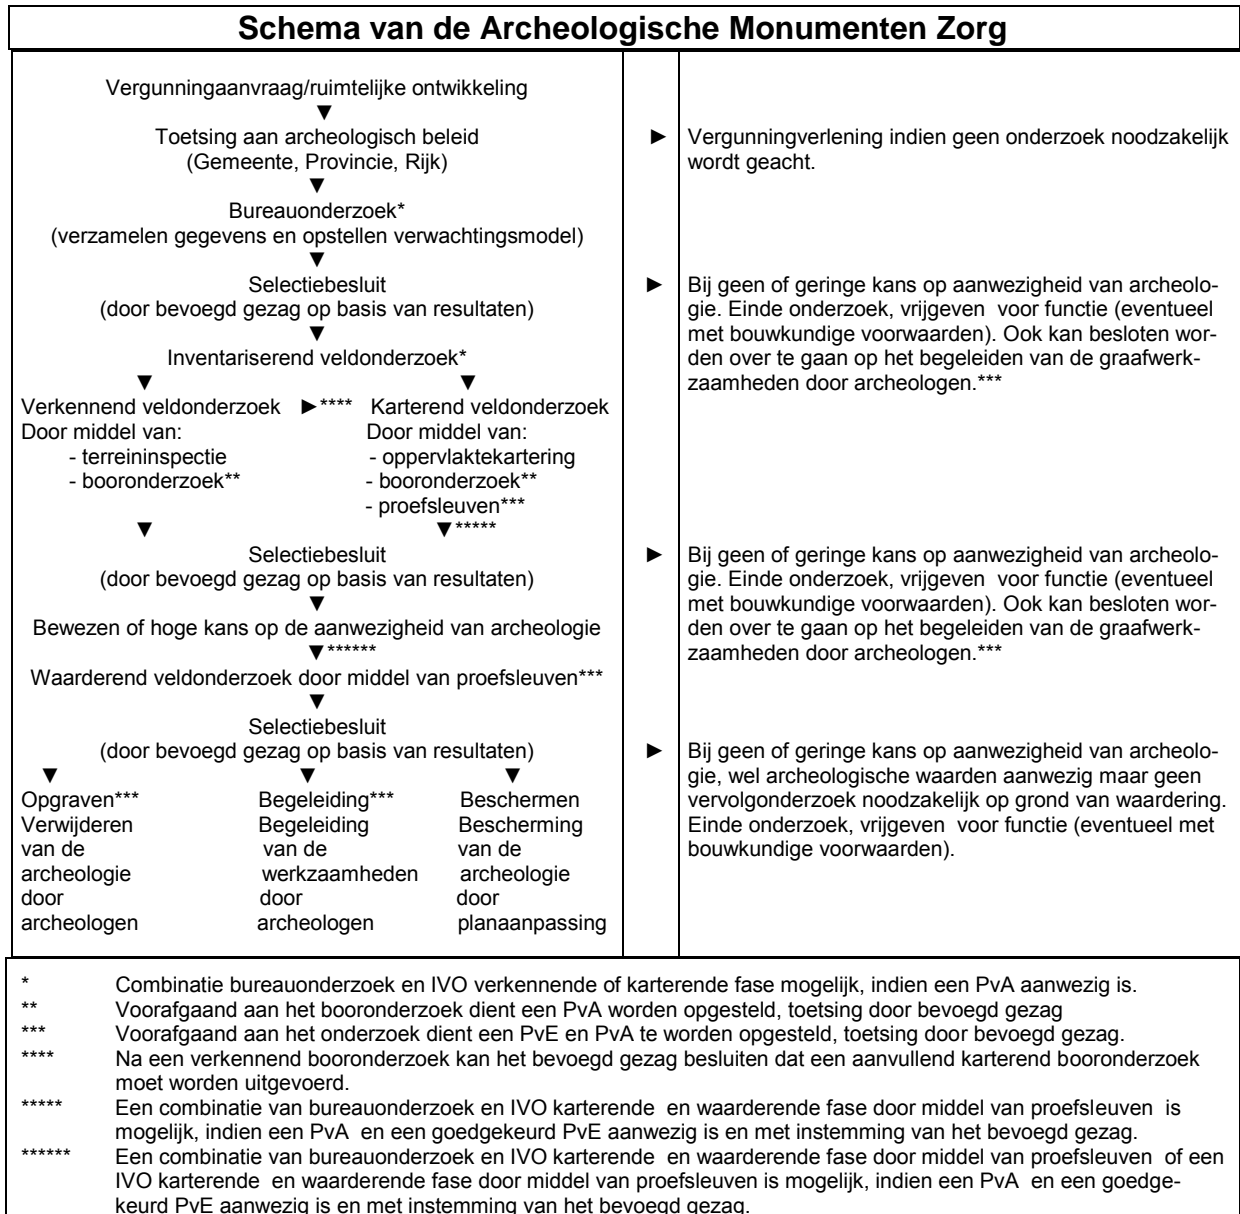 Schema van de Archeologische Monumenten Zorg
Vergunningaanvraag/ruimtelijke ontwikkeling
▼
Toetsing aan archeologisch beleid
(Gemeente, Provincie, Rijk)
► Vergunningverlening indien geen onderzoek noodzakelijk
wordt geacht.
▼
Bureauonderzoek*
(verzamelen gegevens en opstellen verwachtingsmodel)
▼
Selectiebesluit
(door bevoegd gezag op basis van resultaten)
► Bij geen of geringe kans op aanwezigheid van archeolo-
gie. Einde onderzoek, vrijgeven voor functie (eventueel
met bouwkundige voorwaarden). Ook kan besloten wor-
den over te gaan op het begeleiden van de graafwerk-
zaamheden door archeologen.***
▼
Inventariserend veldonderzoek*
▼ ▼
Verkennend veldonderzoek ►**** Karterend veldonderzoek
Door middel van: Door middel van:
- terreininspectie - oppervlaktekartering
- booronderzoek** - booronderzoek**
- proefsleuven***
▼ ▼*****
Selectiebesluit
(door bevoegd gezag op basis van resultaten)
► Bij geen of geringe kans op aanwezigheid van archeolo-
gie. Einde onderzoek, vrijgeven voor functie (eventueel
met bouwkundige voorwaarden). Ook kan besloten wor-
den over te gaan op het begeleiden van de graafwerk-
zaamheden door archeologen.***
▼
Bewezen of hoge kans op de aanwezigheid van archeologie
▼******
Waarderend veldonderzoek door middel van proefsleuven***
▼
Selectiebesluit
(door bevoegd gezag op basis van resultaten)
► Bij geen of geringe kans op aanwezigheid van archeolo-
gie, wel archeologische waarden aanwezig maar geen
vervolgonderzoek noodzakelijk op grond van waardering.
Einde onderzoek, vrijgeven voor functie (eventueel met
bouwkundige voorwaarden).
▼ ▼ ▼
Opgraven*** Begeleiding*** Beschermen
Verwijderen Begeleiding Bescherming
van de van de van de
archeologie werkzaamheden archeologie
door door door
archeologen archeologen planaanpassing
* Combinatie bureauonderzoek en IVO verkennende of karterende fase mogelijk, indien een PvA aanwezig is.
** Voorafgaand aan het booronderzoek dient een PvA worden opgesteld, toetsing door bevoegd gezag
*** Voorafgaand aan het onderzoek dient een PvE en PvA te worden opgesteld, toetsing door bevoegd gezag.
**** Na een verkennend booronderzoek kan het bevoegd gezag besluiten dat een aanvullend karterend booronderzoek
moet worden uitgevoerd.
***** Een combinatie van bureauonderzoek en IVO karterende en waarderende fase door middel van proefsleuven is
mogelijk, indien een PvA en een goedgekeurd PvE aanwezig is en met instemming van het bevoegd gezag.
****** Een combinatie van bureauonderzoek en IVO karterende en waarderende fase door middel van proefsleuven of een
IVO karterende en waarderende fase door middel van proefsleuven is mogelijk, indien een PvA en een goedge-
keurd PvE aanwezig is en met instemming van het bevoegd gezag.